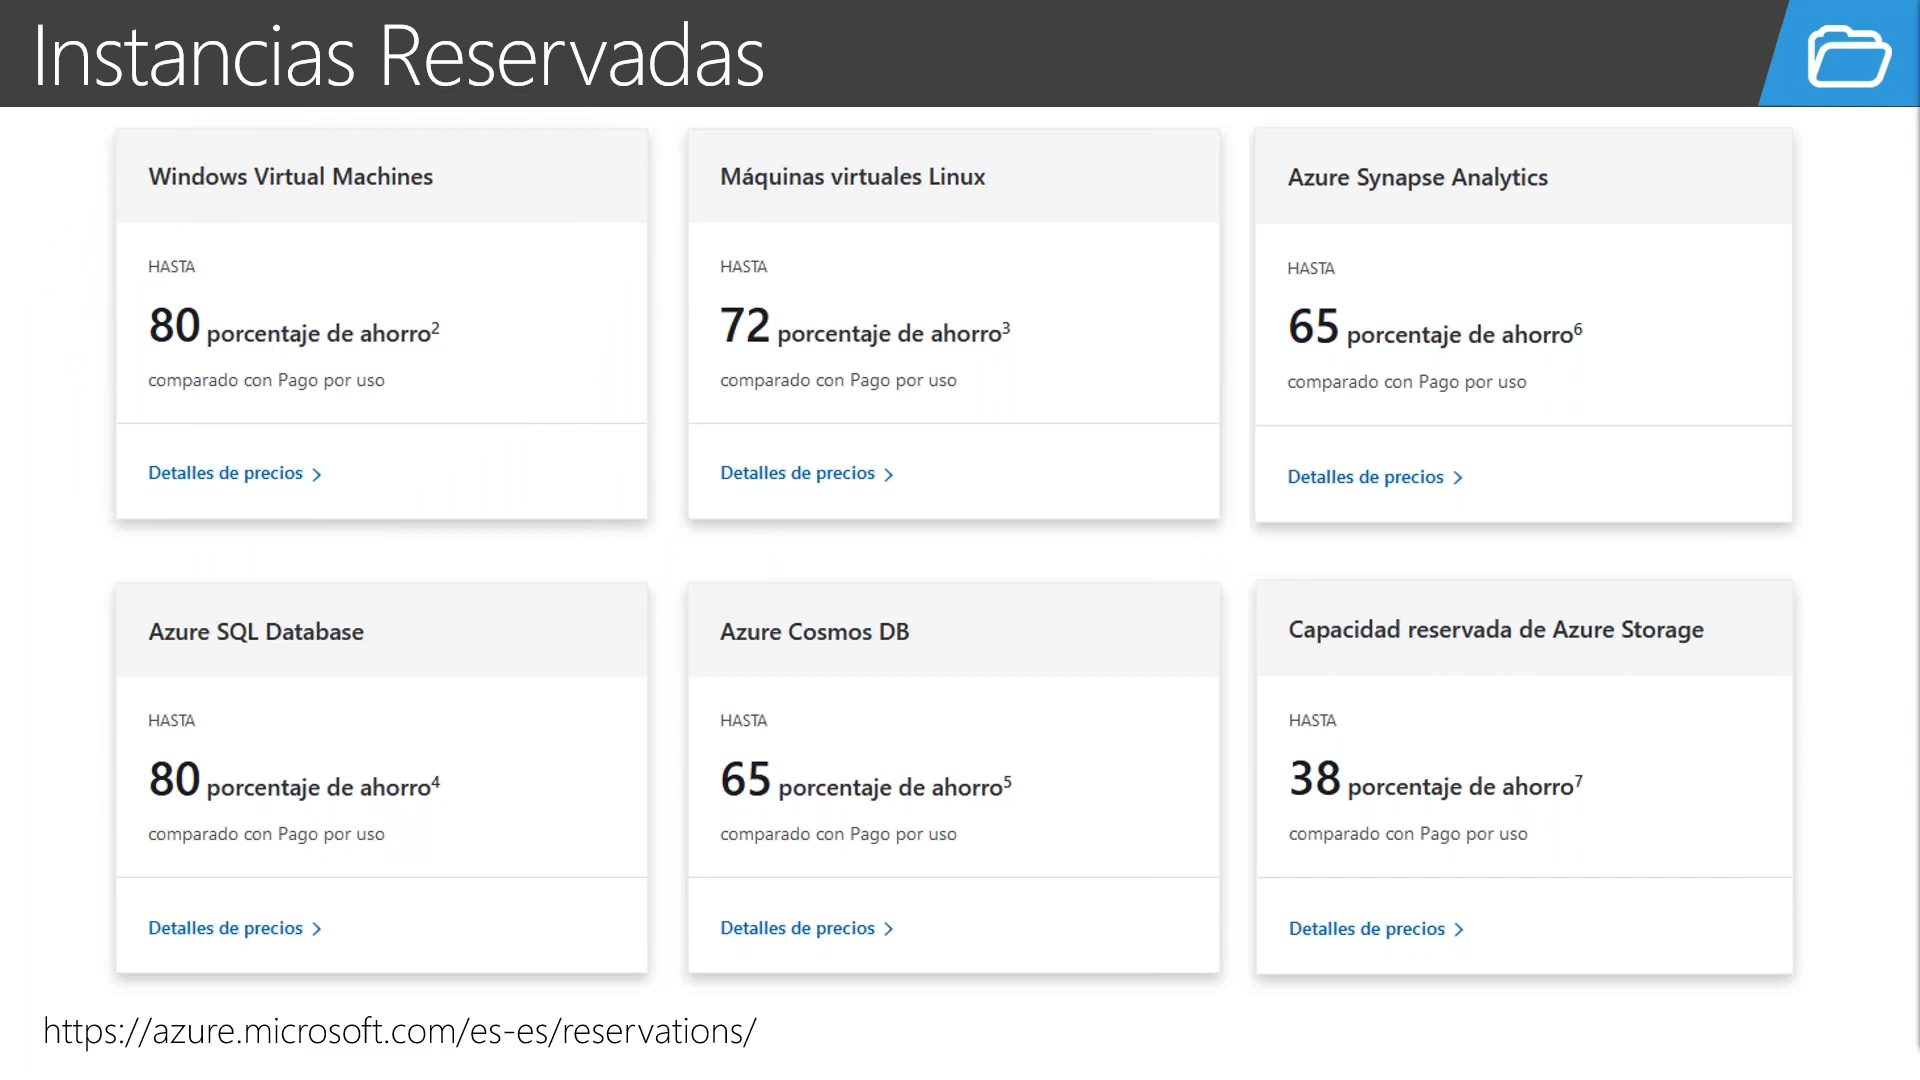 Instancias Reservadas
Windows Virtual Machines
HASTA
80 porcentaje de ahorro²
comparado con Pago por uso
Detalles de precios >
Máquinas virtuales Linux
HASTA
72 porcentaje de ahorro³
comparado con Pago por uso
Detalles de precios >
Azure Synapse Analytics
HASTA
65 porcentaje de ahorro⁶
comparado con Pago por uso
Detalles de precios >
Azure SQL Database
HASTA
80 porcentaje de ahorro⁴
comparado con Pago por uso
Detalles de precios >
Azure Cosmos DB
HASTA
65 porcentaje de ahorro⁵
comparado con Pago por uso
Detalles de precios >
Capacidad reservada de Azure Storage
HASTA
38 porcentaje de ahorro⁷
comparado con Pago por uso
Detalles de precios >
https://azure.microsoft.com/es-es/reservations/